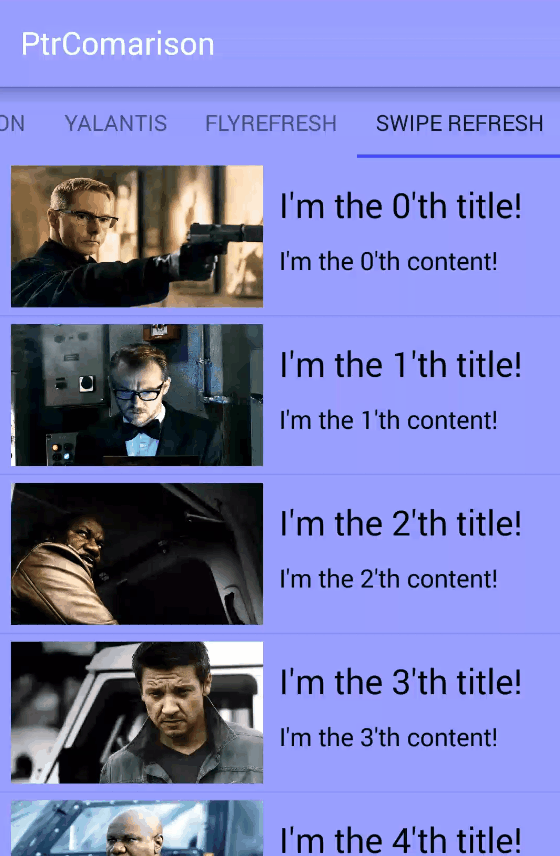 PtrComarison
ON YALANTIS FLYREFRESH SWIPE REFRESH
I'm the 0'th title!
I'm the 0'th content!
I'm the 1'th title!
I'm the 1'th content!
I'm the 2'th title!
I'm the 2'th content!
I'm the 3'th title!
I'm the 3'th content!
I'm the 4'th title!